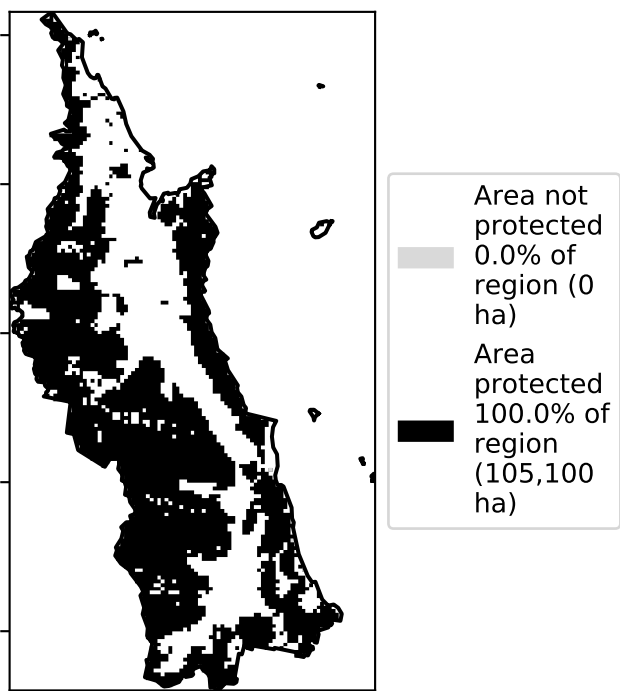 Area not
protected
0.0% of
region (0
ha)
Area
protected
100.0% of
region
(105,100
ha)